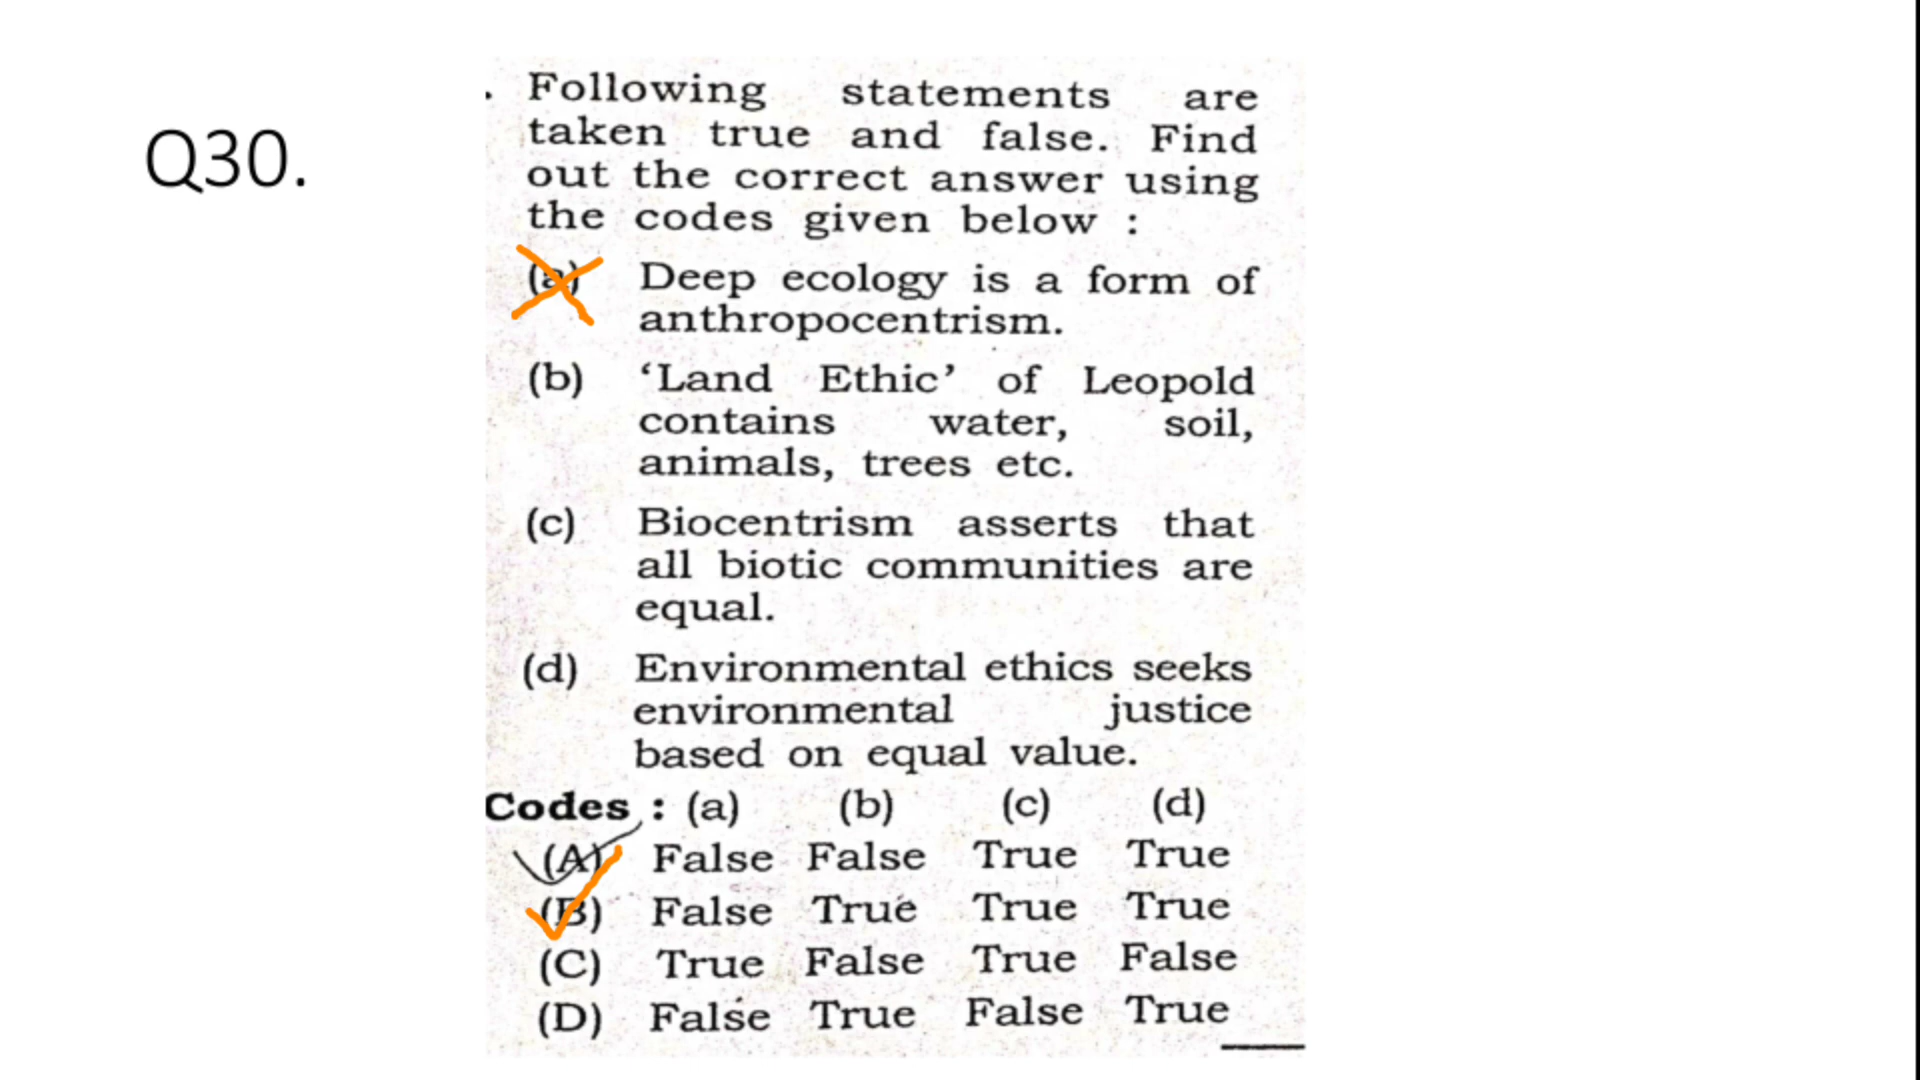 Q30.
Following statements are
taken true and false. Find
out the correct answer using
the codes given below :
(a) Deep ecology is a form of
anthropocentrism.
(b) ‘Land Ethic’ of Leopold
contains water, soil,
animals, trees etc.
(c) Biocentrism asserts that
all biotic communities are
equal.
(d) Environmental ethics seeks
environmental justice
based on equal value.
Codes : (a) (b) (c) (d)
(A) False False True True
(B) False True True True
(C) True False True False
(D) False True False True